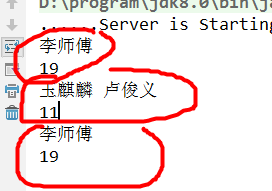 D:\program\jdk8.0\bin\ja
......Server is Starting
李师傅
19
玉麒麟 卢俊义
11
李师傅
19